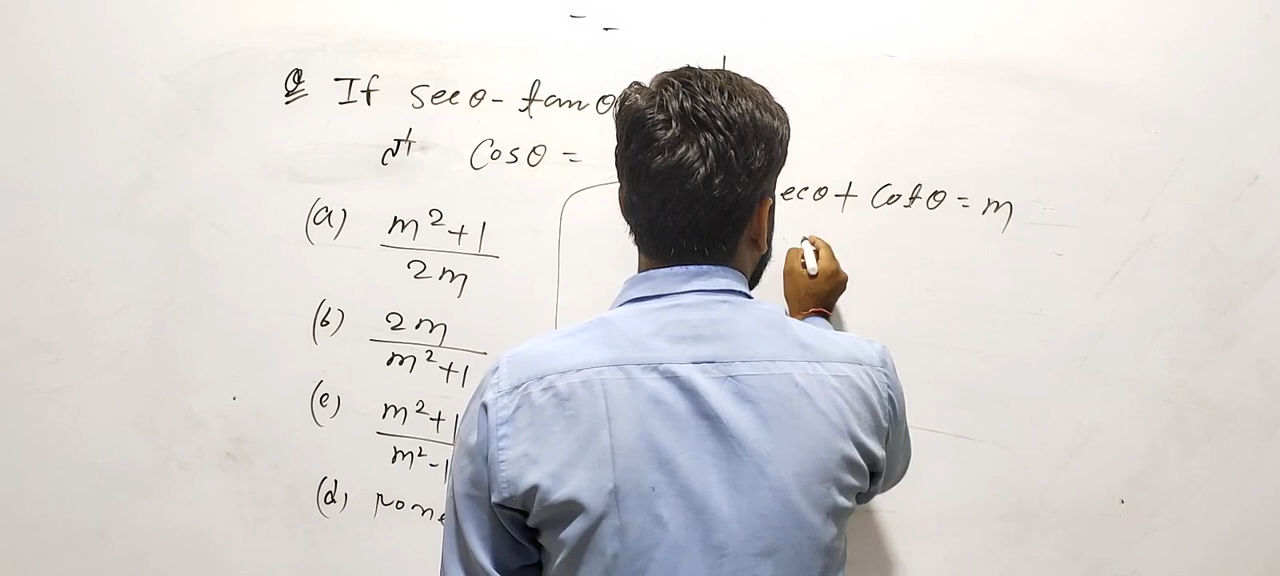 Q If secθ - tanθ
Cosθ =
ecθ + Cotθ = m
(a) m²+1
2m
(b) 2m
m²+1
(c) m²+1
m²-1
(d) none